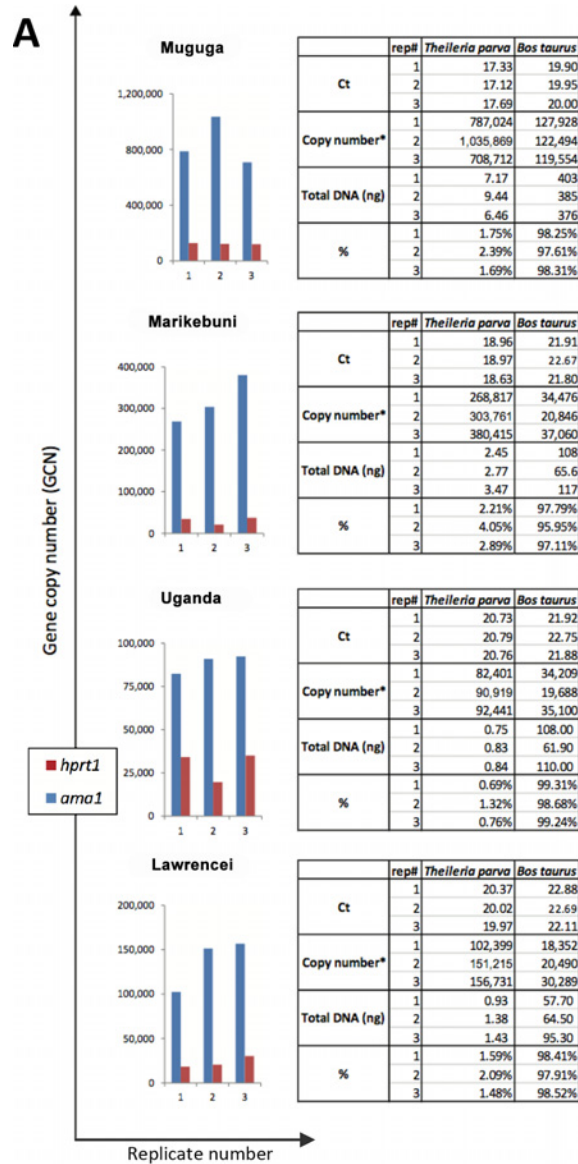 A
Gene copy number (GCN)
Muguga
1,200,000
800,000
400,000
0
1 2 3
rep# Theileria parva Bos taurus
Ct
1 17.33 19.90
2 17.12 19.95
3 17.69 20.00
Copy number*
1 787,024 127,928
2 1,035,869 122,494
3 708,712 119,554
Total DNA (ng)
1 7.17 403
2 9.44 385
3 6.46 376
%
1 1.75% 98.25%
2 2.39% 97.61%
3 1.69% 98.31%
Marikebuni
400,000
300,000
200,000
100,000
0
1 2 3
rep# Theileria parva Bos taurus
Ct
1 18.96 21.91
2 18.97 22.67
3 18.63 21.80
Copy number*
1 268,817 34,476
2 303,761 20,846
3 380,415 37,060
Total DNA (ng)
1 2.45 108
2 2.77 65.6
3 3.47 117
%
1 2.21% 97.79%
2 4.05% 95.95%
3 2.89% 97.11%
Uganda
100,000
75,000
50,000
25,000
0
1 2 3
rep# Theileria parva Bos taurus
Ct
1 20.73 21.92
2 20.79 22.75
3 20.76 21.88
Copy number*
1 82,401 34,209
2 90,919 19,688
3 92,441 35,100
Total DNA (ng)
1 0.75 108.00
2 0.83 61.90
3 0.84 110.00
%
1 0.69% 99.31%
2 1.32% 98.68%
3 0.76% 99.24%
hprt1
ama1
Lawrencei
200,000
150,000
100,000
50,000
0
1 2 3
rep# Theileria parva Bos taurus
Ct
1 20.37 22.88
2 20.02 22.69
3 19.97 22.11
Copy number*
1 102,399 18,352
2 151,215 20,490
3 156,731 30,289
Total DNA (ng)
1 0.93 57.70
2 1.38 64.50
3 1.43 95.30
%
1 1.59% 98.41%
2 2.09% 97.91%
3 1.48% 98.52%
Replicate number